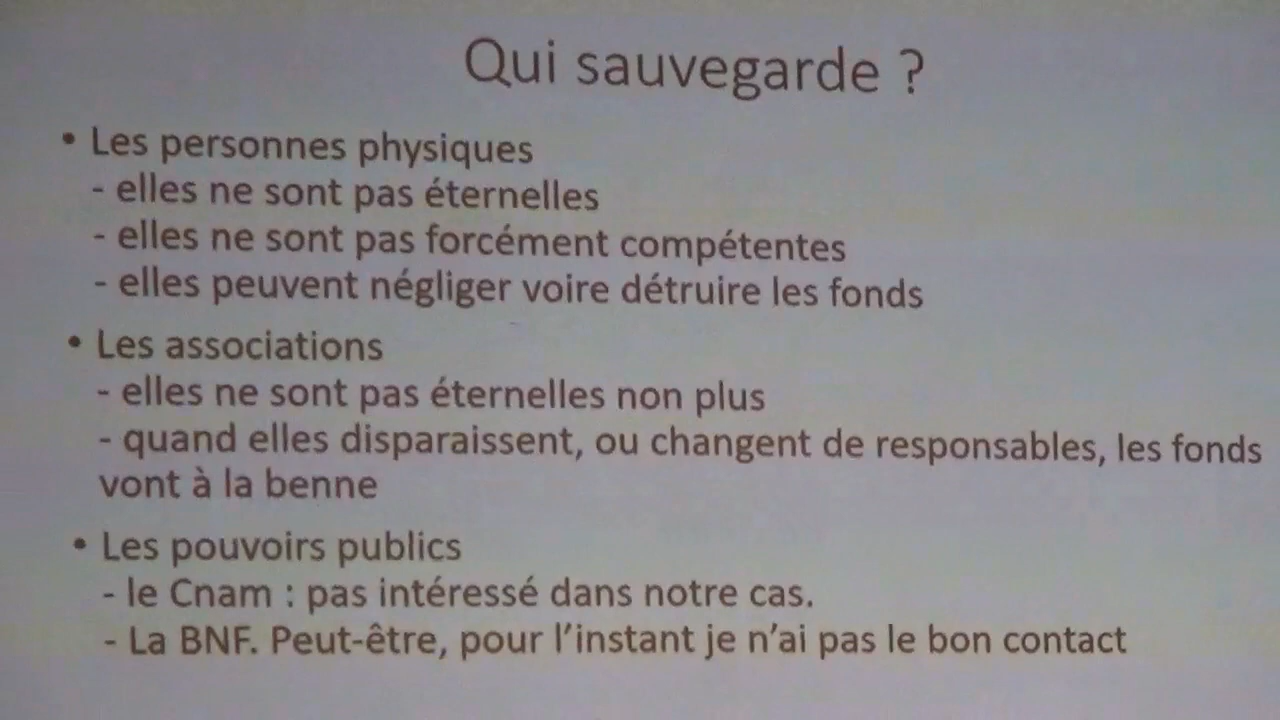 Qui sauvegarde ?
• Les personnes physiques
- elles ne sont pas éternelles
- elles ne sont pas forcément compétentes
- elles peuvent négliger voire détruire les fonds
• Les associations
- elles ne sont pas éternelles non plus
- quand elles disparaissent, ou changent de responsables, les fonds
vont à la benne
• Les pouvoirs publics
- le Cnam : pas intéressé dans notre cas.
- La BNF. Peut-être, pour l’instant je n’ai pas le bon contact